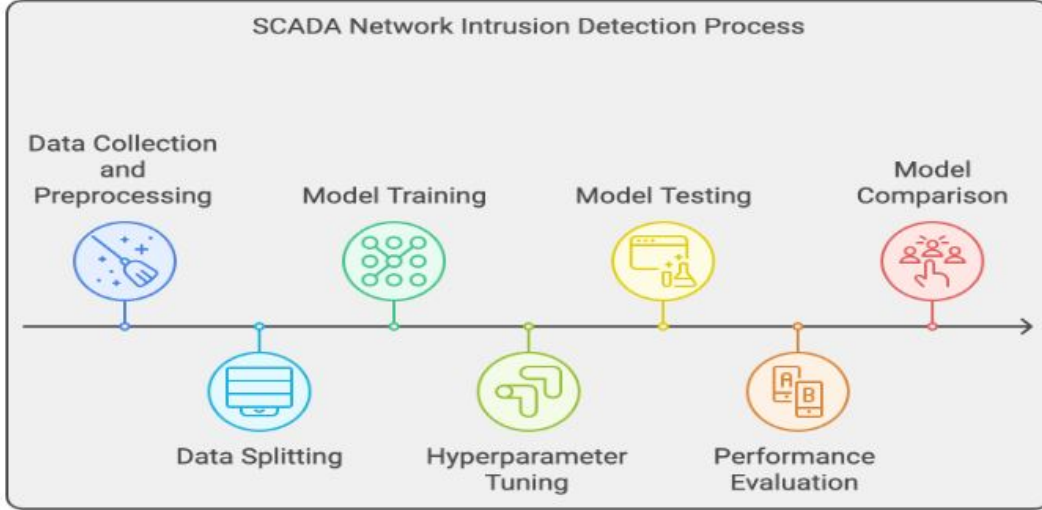 SCADA Network Intrusion Detection Process
Data Collection
and
Preprocessing
Data Splitting
Model Training
Hyperparameter
Tuning
Model Testing
A
B
Performance
Evaluation
Model
Comparison